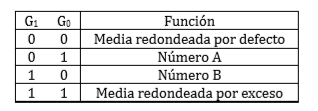 G₁ G₀ Función
0 0 Media redondeada por defecto
0 1 Número A
1 0 Número B
1 1 Media redondeada por exceso